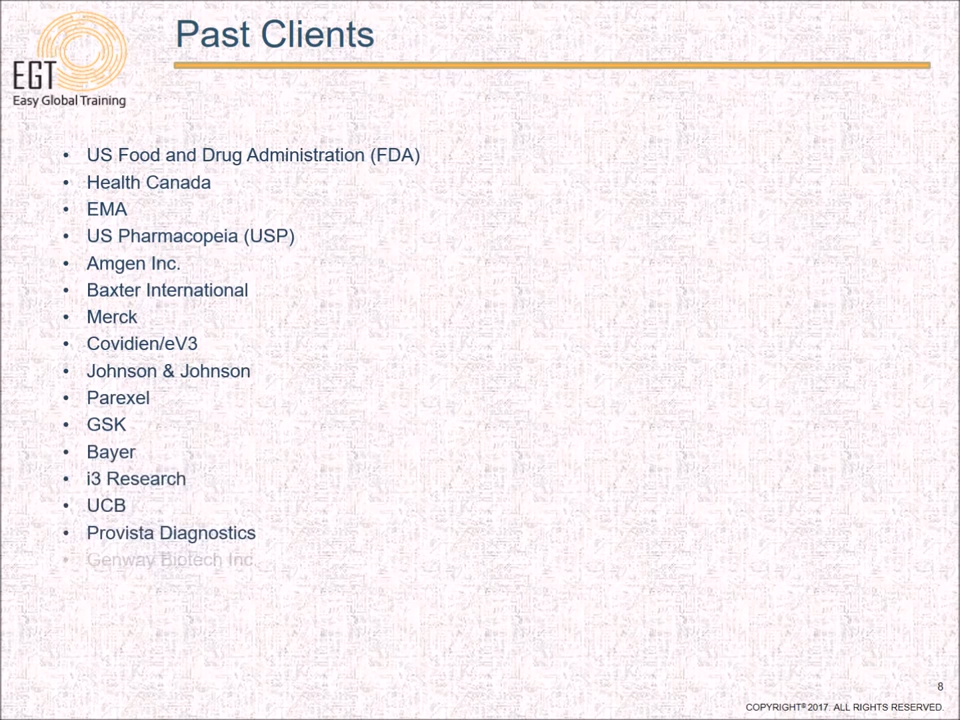 Past Clients
EGT
Easy Global Training
• US Food and Drug Administration (FDA)
• Health Canada
• EMA
• US Pharmacopeia (USP)
• Amgen Inc.
• Baxter International
• Merck
• Covidien/eV3
• Johnson & Johnson
• Parexel
• GSK
• Bayer
• i3 Research
• UCB
• Provista Diagnostics
• Genway Biotech Inc.
8
COPYRIGHT® 2017. ALL RIGHTS RESERVED.